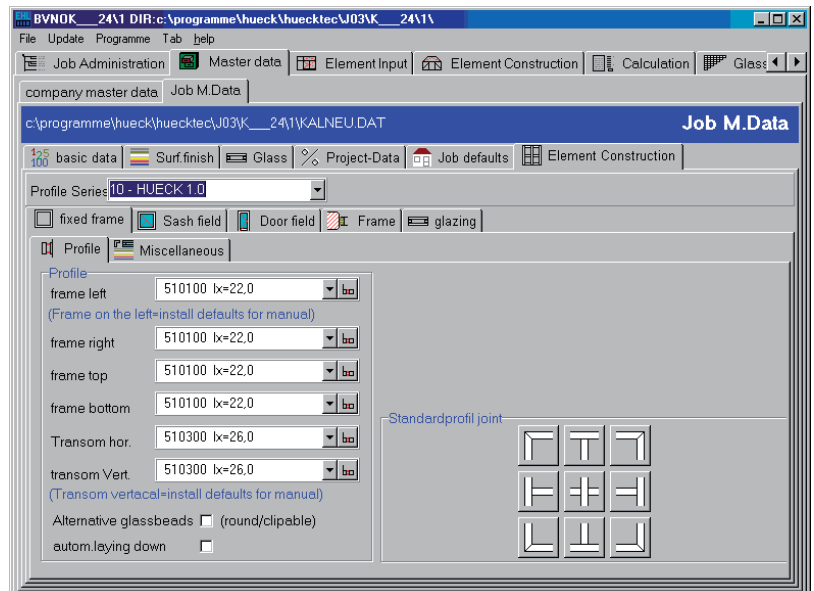 BVNOK___24\1 DIR:c:\programme\hueck\huecktec\J03\K___24\1\
File Update Programme Tab help
Job Administration Master data Element Input Element Construction Calculation Glass
company master data Job M.Data
c:\programme\hueck\huecktec\J03\K___24\1\KALNEU.DAT Job M.Data
basic data Surf.finish Glass Project-Data Job defaults Element Construction
Profile Series 10 - HUECK 1.0
fixed frame Sash field Door field Frame glazing
Profile Miscellaneous
Profile
frame left 510100 lx=22,0
(Frame on the left=install defaults for manual)
frame right 510100 lx=22,0
frame top 510100 lx=22,0
frame bottom 510100 lx=22,0
Standardprofil joint
Transom hor. 510300 lx=26,0
transom Vert. 510300 lx=26,0
(Transom vertacal=install defaults for manual)
Alternative glassbeads (round/clipable)
autom.laying down